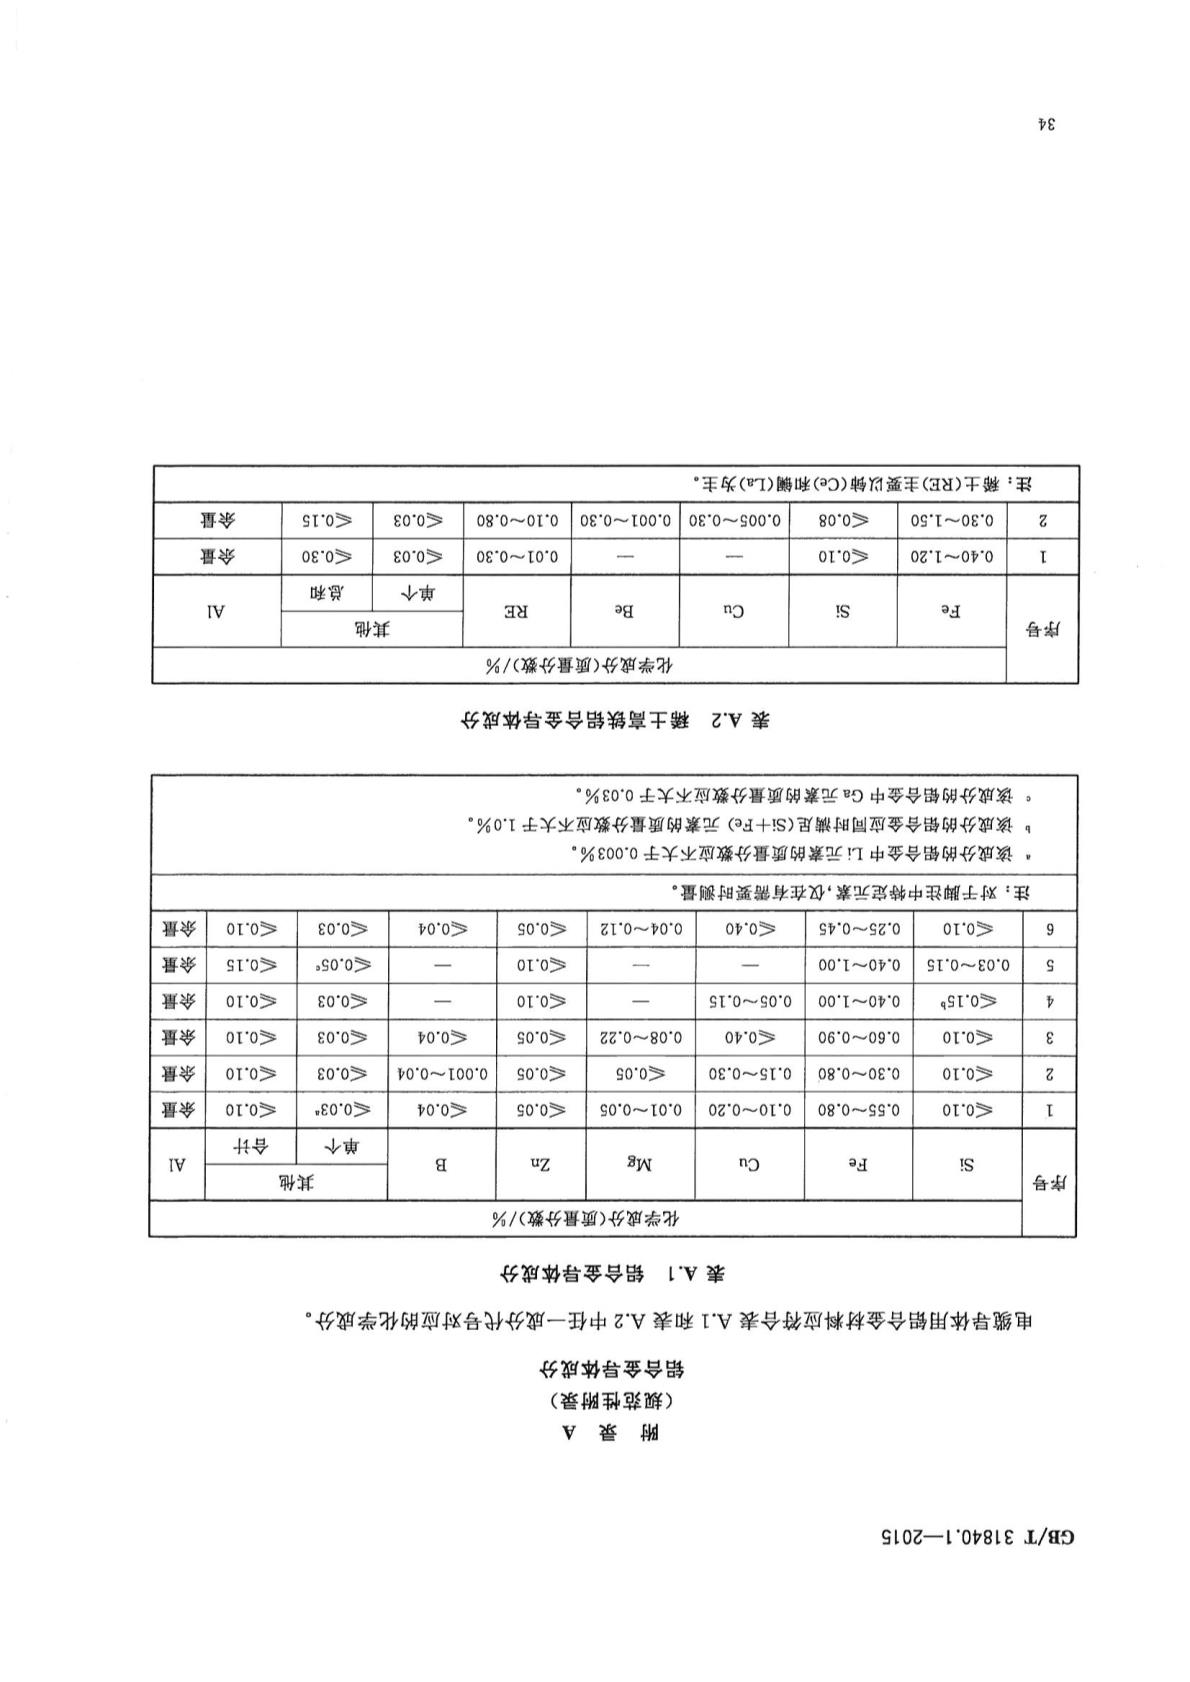 GB/T 31840.1—2015
附 录 A
（规范性附录）
铝合金导体成分
电缆导体用铝合金材料应符合表 A.1 和表 A.2 中任一成分代号对应的化学成分。
表 A.1 铝合金导体成分
序号 化学成分(质量分数)/%
Si Fe Cu Mg Zn B 其他 Al
单个 合计
1 ≤0.10 0.55～0.80 0.10～0.20 0.01～0.05 ≤0.05 ≤0.04 ≤0.03ᵃ ≤0.10 余量
2 ≤0.10 0.30～0.80 0.15～0.30 ≤0.05 ≤0.05 0.001～0.04 ≤0.03 ≤0.10 余量
3 ≤0.10 0.60～0.90 ≤0.40 0.08～0.22 ≤0.05 ≤0.04 ≤0.03 ≤0.10 余量
4 ≤0.15ᵇ 0.40～1.00 0.05～0.15 — ≤0.10 — ≤0.03 ≤0.10 余量
5 0.03～0.15 0.40～1.00 — — ≤0.10 — ≤0.05ᶜ ≤0.15 余量
6 ≤0.10 0.25～0.45 ≤0.40 0.04～0.12 ≤0.05 ≤0.04 ≤0.03 ≤0.10 余量
注：对于脚注中特定元素，仅在有需要时测量。
ᵃ 该成分的铝合金中 Li 元素的质量分数应不大于 0.003%。
ᵇ 该成分的铝合金应同时满足(Si+Fe) 元素的质量分数应不大于 1.0%。
ᶜ 该成分的铝合金中 Ga 元素的质量分数应不大于 0.03%。
表 A.2 稀土高铁铝合金导体成分
序号 化学成分(质量分数)/%
Fe Si Cu Be RE 其他 Al
单个 总和
1 0.40～1.20 ≤0.10 — — 0.01～0.30 ≤0.03 ≤0.30 余量
2 0.30～1.50 ≤0.08 0.005～0.30 0.001～0.30 0.10～0.80 ≤0.03 ≤0.15 余量
注：稀土(RE)主要以铈(Ce)和镧(La)为主。
34